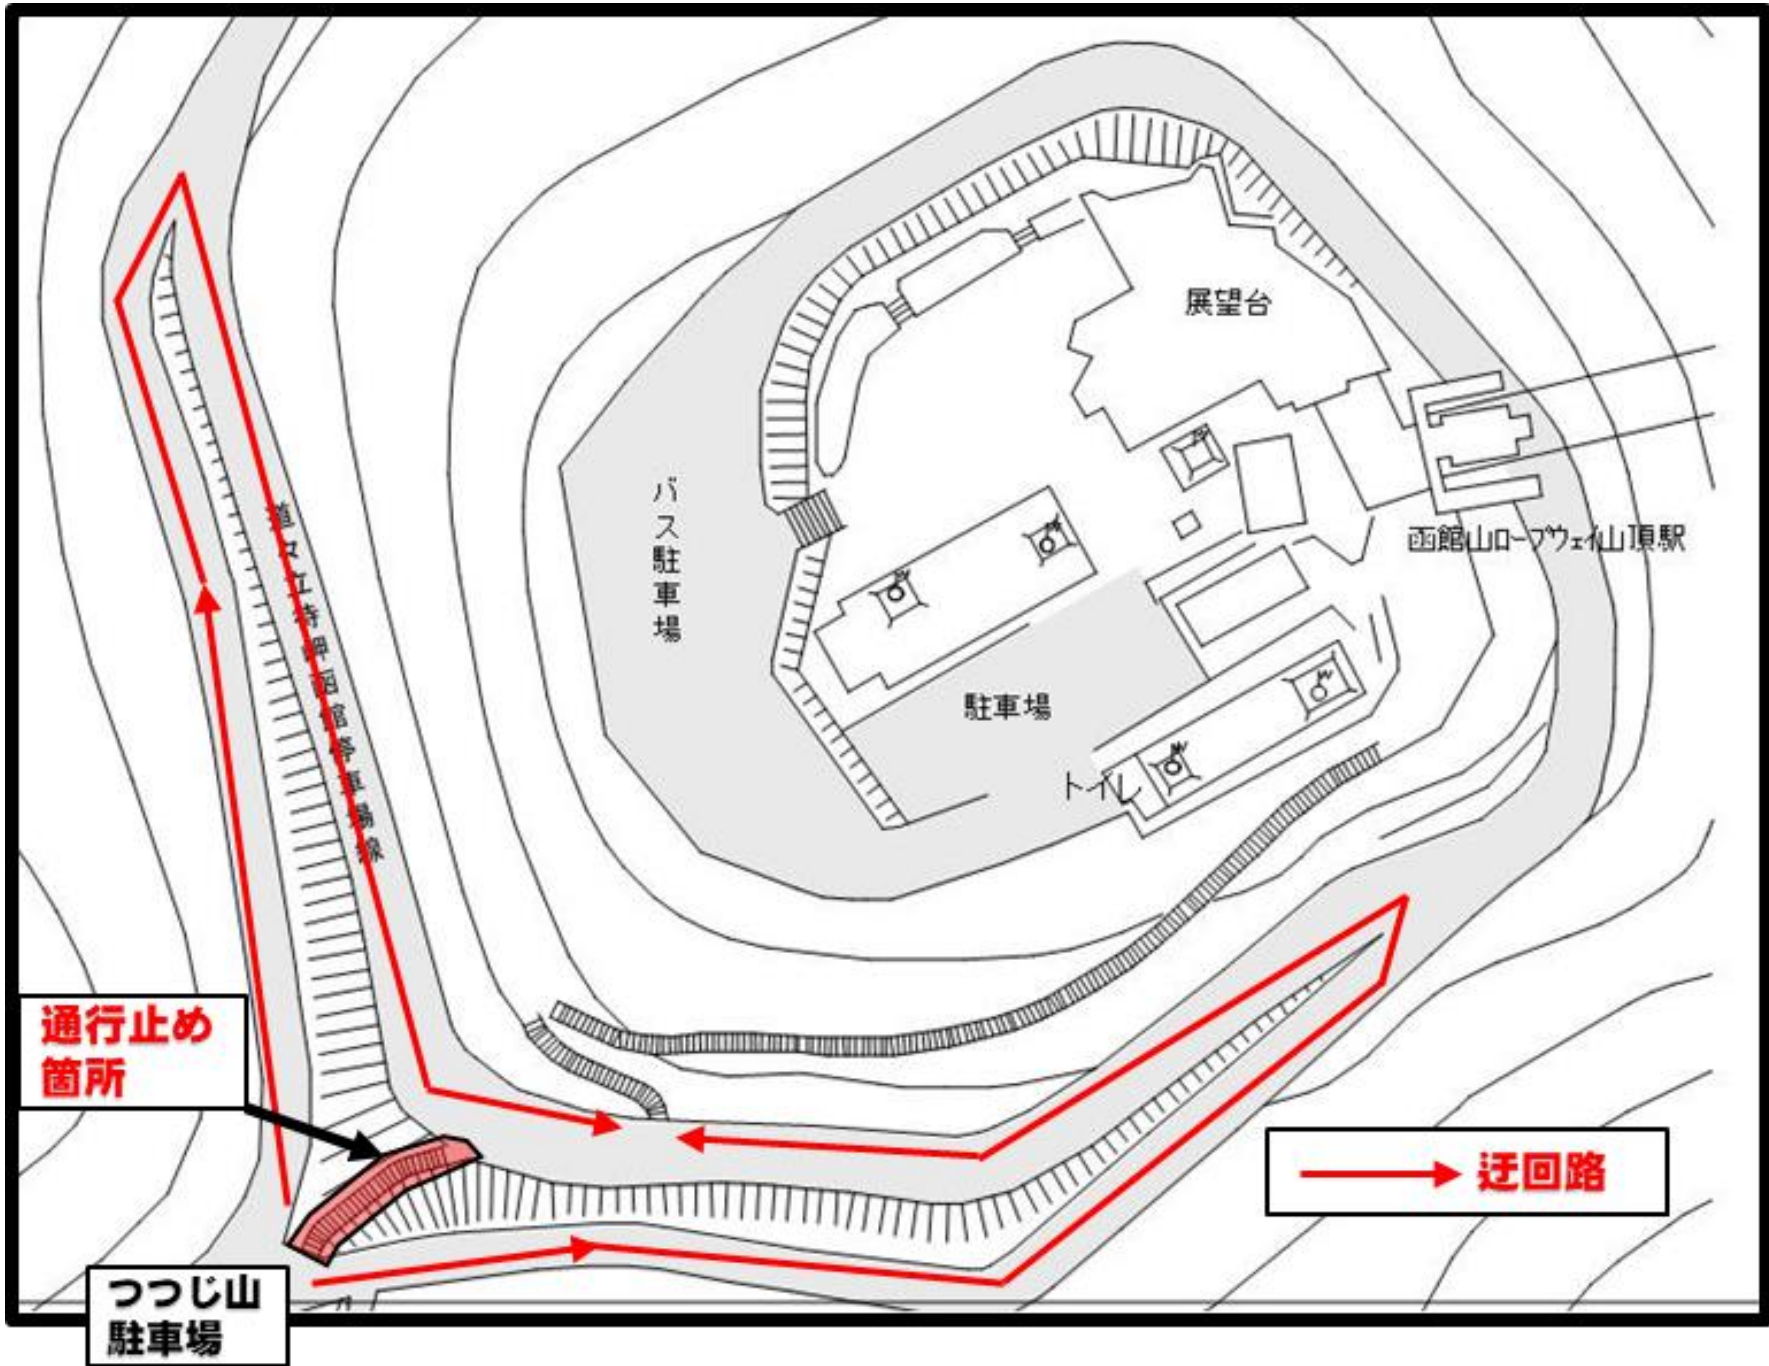 展望台
バス駐車場
函館山ロープウェイ山頂駅
道々立待岬函館停車場線
駐車場
トイレ
通行止め
箇所
迂回路
つつじ山
駐車場